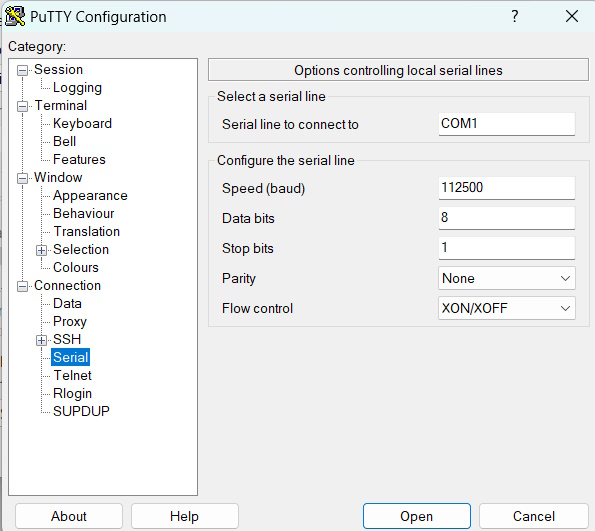 PuTTY Configuration
?
Category:
Session
Logging
Terminal
Keyboard
Bell
Features
Window
Appearance
Behaviour
Translation
Selection
Colours
Connection
Data
Proxy
SSH
Serial
Telnet
Rlogin
SUPDUP
Options controlling local serial lines
Select a serial line
Serial line to connect to COM1
Configure the serial line
Speed (baud) 112500
Data bits 8
Stop bits 1
Parity None
Flow control XON/XOFF
About Help Open Cancel